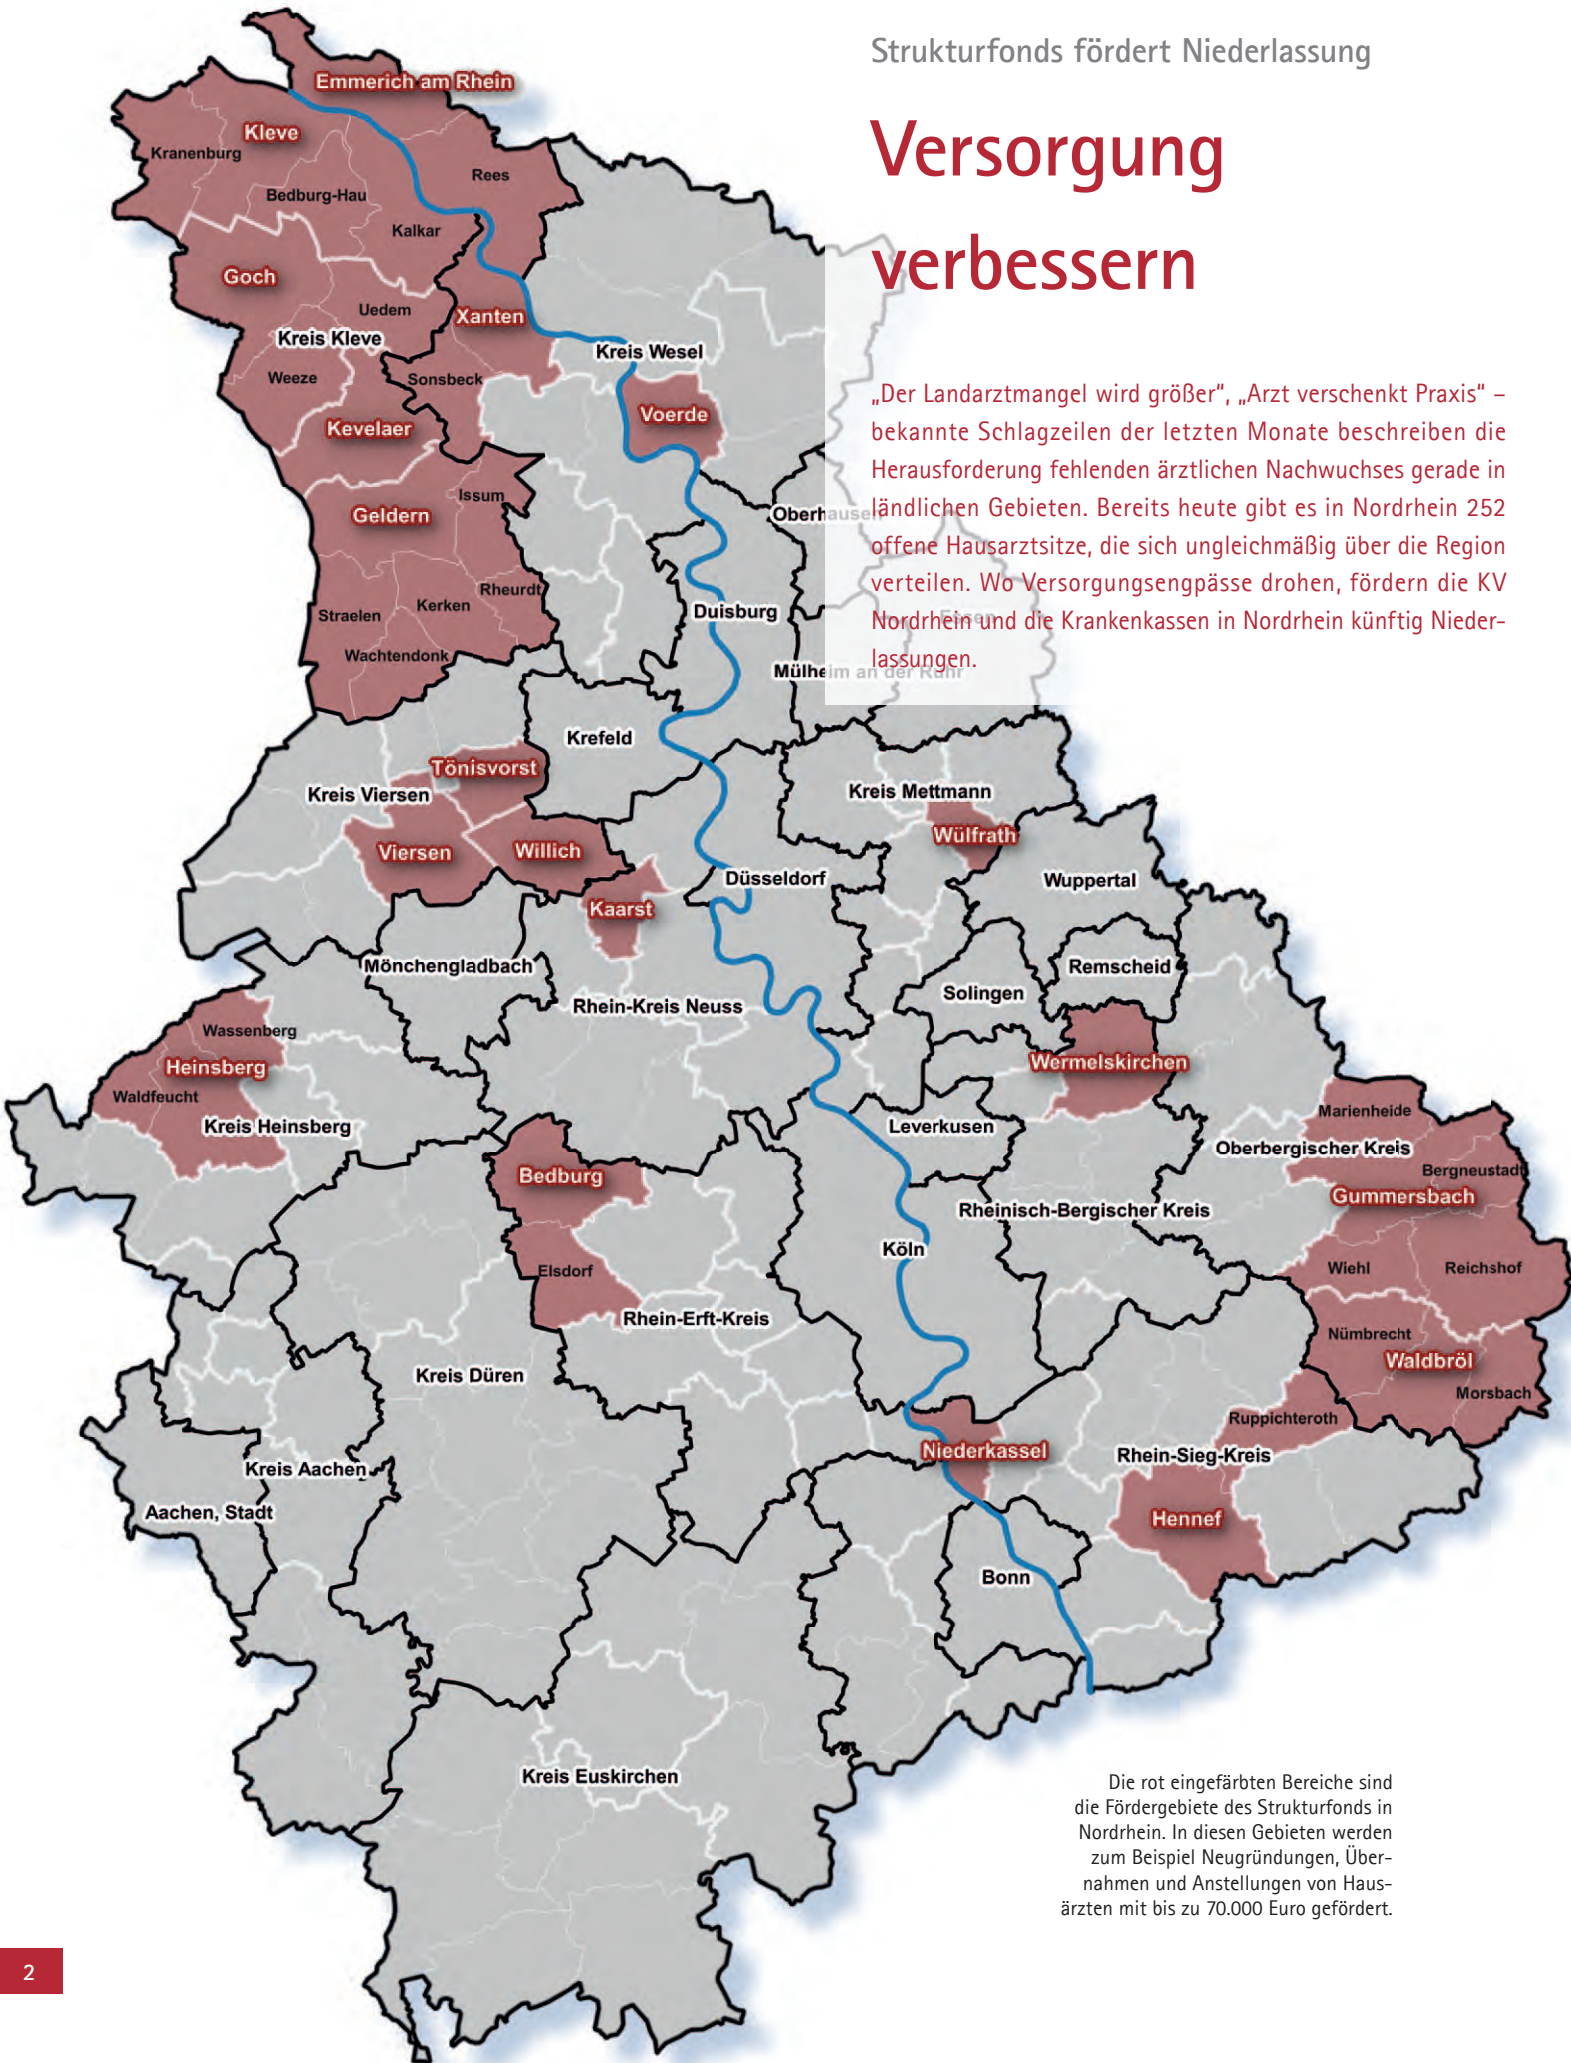 Strukturfonds fördert Niederlassung
Versorgung
verbessern
„Der Landarztmangel wird größer“, „Arzt verschenkt Praxis“ –
bekannte Schlagzeilen der letzten Monate beschreiben die
Herausforderung fehlenden ärztlichen Nachwuchses gerade in
ländlichen Gebieten. Bereits heute gibt es in Nordrhein 252
offene Hausarztsitze, die sich ungleichmäßig über die Region
verteilen. Wo Versorgungsengpässe drohen, fördern die KV
Nordrhein und die Krankenkassen in Nordrhein künftig Nieder-
lassungen.
Emmerich am Rhein
Kleve
Kranenburg
Rees
Bedburg-Hau
Kalkar
Goch
Uedem
Xanten
Kreis Kleve
Kreis Wesel
Weeze
Sonsbeck
Voerde
Kevelaer
Issum
Geldern
Oberhausen
Rheurdt
Kerken
Straelen
Duisburg
Essen
Wachtendonk
Mülheim an der Ruhr
Krefeld
Tönisvorst
Kreis Viersen
Kreis Mettmann
Wülfrath
Viersen
Willich
Düsseldorf
Wuppertal
Kaarst
Mönchengladbach
Remscheid
Solingen
Rhein-Kreis Neuss
Wassenberg
Heinsberg
Wermelskirchen
Waldfeucht
Kreis Heinsberg
Leverkusen
Marienheide
Oberbergischer Kreis
Bergneustadt
Bedburg
Gummersbach
Rheinisch-Bergischer Kreis
Köln
Elsdorf
Wiehl
Reichshof
Rhein-Erft-Kreis
Nümbrecht
Waldbröl
Kreis Düren
Morsbach
Ruppichteroth
Niederkassel
Rhein-Sieg-Kreis
Kreis Aachen
Aachen, Stadt
Hennef
Bonn
Kreis Euskirchen
Die rot eingefärbten Bereiche sind
die Fördergebiete des Strukturfonds in
Nordrhein. In diesen Gebieten werden
zum Beispiel Neugründungen, Über-
nahmen und Anstellungen von Haus-
ärzten mit bis zu 70.000 Euro gefördert.
2